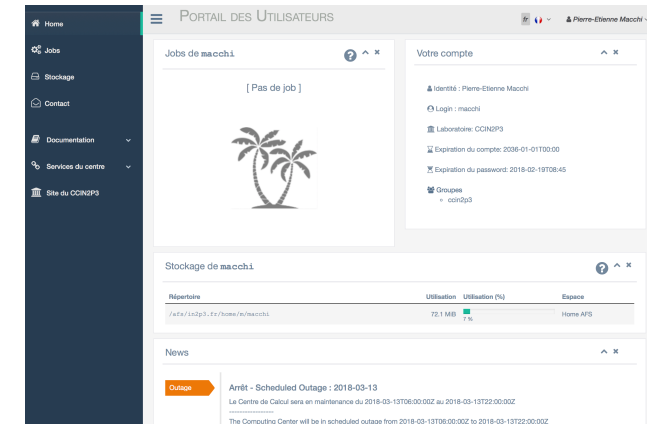 Home
Jobs
Stockage
Contact
Documentation
Services du centre
Site du CCIN2P3
PORTAIL DES UTILISATEURS
fr Pierre-Etienne Macchi
Jobs de macchi
[ Pas de job ]
Votre compte
Identité : Pierre-Etienne Macchi
Login : macchi
Laboratoire: CCIN2P3
Expiration du compte: 2036-01-01T00:00
Expiration du password: 2018-02-19T08:45
Groupes
ccin2p3
Stockage de macchi
Répertoire Utilisation Utilisation (%) Espace
/afs/in2p3.fr/home/m/macchi 72.1 MiB 7 % Home AFS
News
Outage
Arrêt - Scheduled Outage : 2018-03-13
Le Centre de Calcul sera en maintenance du 2018-03-13T06:00:00Z au 2018-03-13T22:00:00Z
--------------------
The Computing Center will be in scheduled outage from 2018-03-13T06:00:00Z to 2018-03-13T22:00:00Z